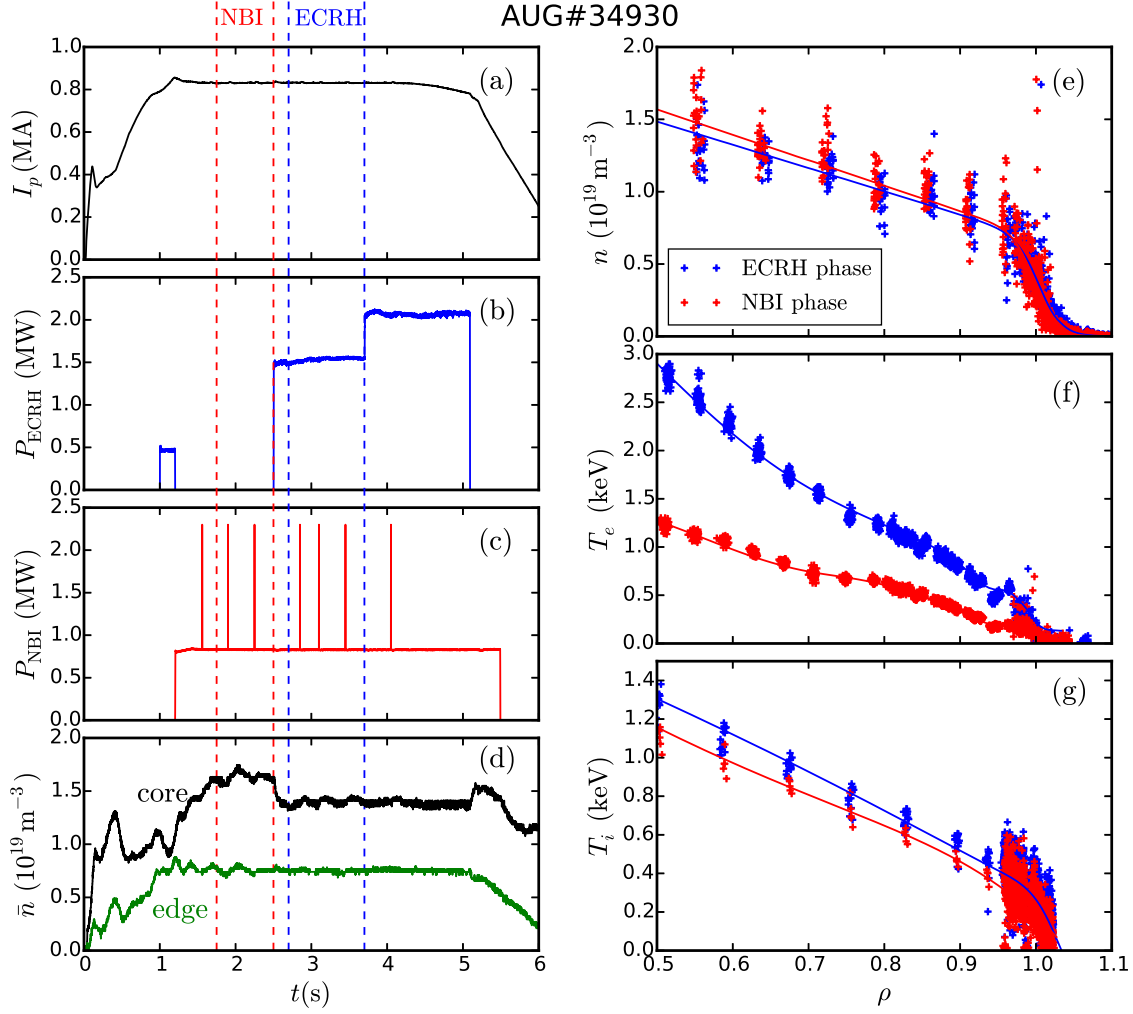 AUG#34930
NBI
ECRH
(a)
I_p (MA)
1.0
0.8
0.6
0.4
0.2
0.0
(b)
P_ECRH (MW)
2.5
2.0
1.5
1.0
0.5
0.0
(c)
P_NBI (MW)
2.5
2.0
1.5
1.0
0.5
0.0
(d)
core
edge
n̄ (10^19 m^−3)
2.0
1.5
1.0
0.5
0.0
0 1 2 3 4 5 6
t(s)
(e)
n (10^19 m^−3)
2.0
1.5
1.0
0.5
0.0
ECRH phase
NBI phase
(f)
T_e (keV)
3.0
2.5
2.0
1.5
1.0
0.5
0.0
(g)
T_i (keV)
1.4
1.2
1.0
0.8
0.6
0.4
0.2
0.0
0.5 0.6 0.7 0.8 0.9 1.0 1.1
ρ